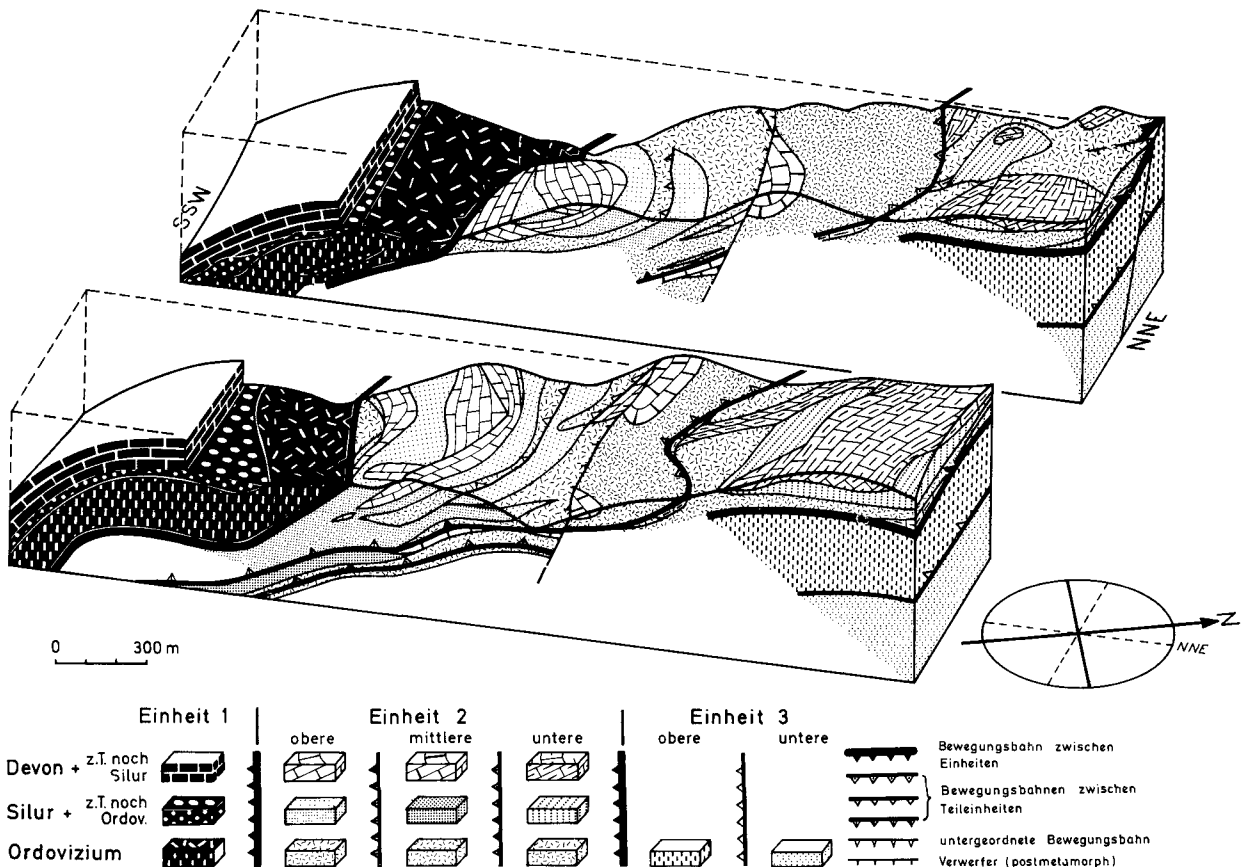 SSW
NNE
0 300 m
Z
NNE
Einheit 1 Einheit 2 Einheit 3
obere mittlere untere obere untere
Devon + z.T. noch Silur
Silur + z.T. noch Ordov.
Ordovizium
Bewegungsbahn zwischen
Einheiten
Bewegungsbahnen zwischen
Teileinheiten
untergeordnete Bewegungsbahn
Verwerfer (postmetamorph)